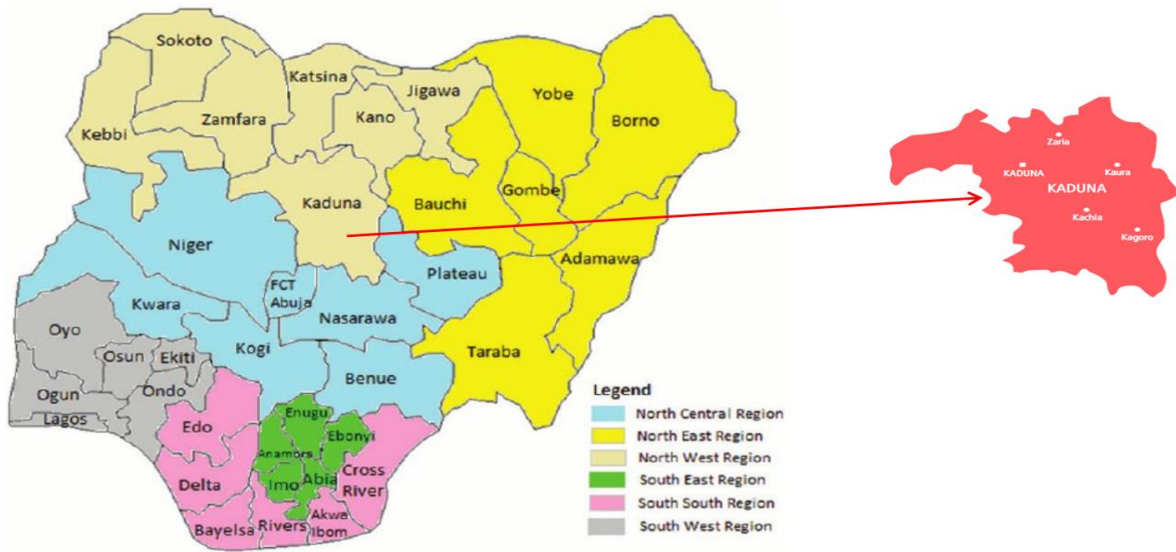 Sokoto
Katsina
Jigawa
Yobe
Borno
Kebbi
Zamfara
Kano
Kaduna
Bauchi
Gombe
Niger
Adamawa
Plateau
FCT
Abuja
Kwara
Nasarawa
Oyo
Kogi
Taraba
Osun
Ekiti
Benue
Ogun
Ondo
Lagos
Edo
Enugu
Ebonyi
Anambra
Cross
River
Delta
Imo
Abia
Bayelsa
Rivers
Akwa
Ibom
Zaria
KADUNA
Kaura
KADUNA
Kachia
Kagoro
Legend
North Central Region
North East Region
North West Region
South East Region
South South Region
South West Region